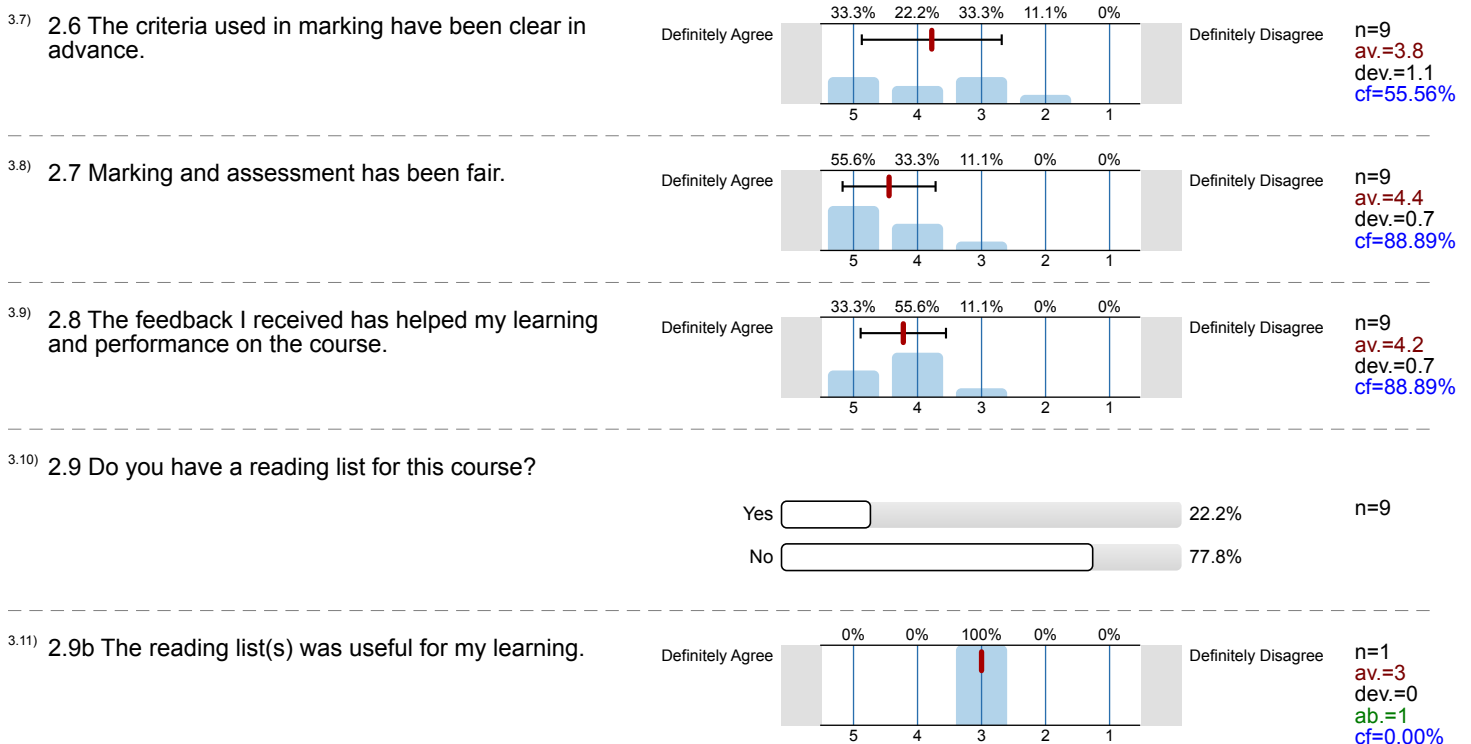 3.7) 2.6 The criteria used in marking have been clear in advance.
33.3% 22.2% 33.3% 11.1% 0%
Definitely Agree Definitely Disagree
5 4 3 2 1
n=9
av.=3.8
dev.=1.1
cf=55.56%
3.8) 2.7 Marking and assessment has been fair.
55.6% 33.3% 11.1% 0% 0%
Definitely Agree Definitely Disagree
5 4 3 2 1
n=9
av.=4.4
dev.=0.7
cf=88.89%
3.9) 2.8 The feedback I received has helped my learning
and performance on the course.
33.3% 55.6% 11.1% 0% 0%
Definitely Agree Definitely Disagree
5 4 3 2 1
n=9
av.=4.2
dev.=0.7
cf=88.89%
3.10) 2.9 Do you have a reading list for this course?
Yes 22.2% n=9
No 77.8%
3.11) 2.9b The reading list(s) was useful for my learning.
0% 0% 100% 0% 0%
Definitely Agree Definitely Disagree
5 4 3 2 1
n=1
av.=3
dev.=0
ab.=1
cf=0.00%